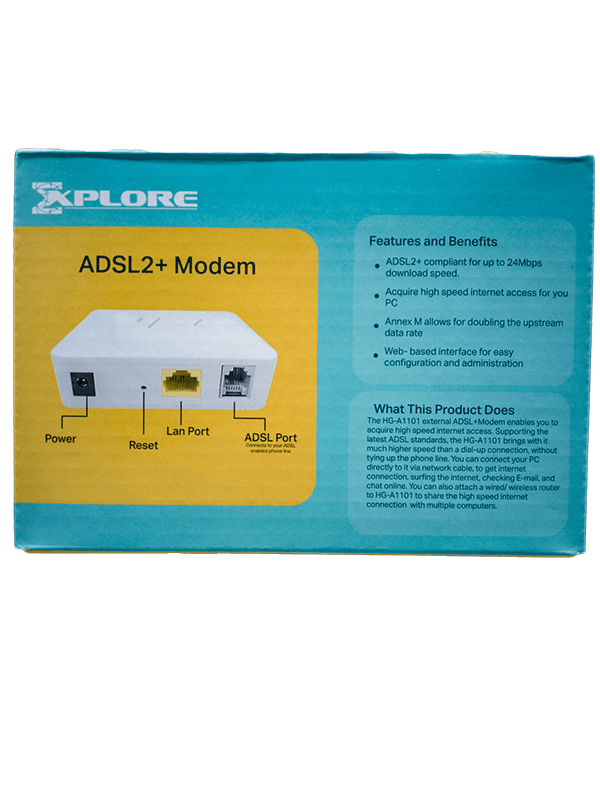 XPLORE
ADSL2+ Modem
Power
Reset
Lan Port
ADSL Port
Connects to your ADSL
enabled phone line
Features and Benefits
• ADSL2+ compliant for up to 24Mbps
download speed.
• Acquire high speed internet access for you
PC
• Annex M allows for doubling the upstream
data rate
• Web- based interface for easy
configuration and administration
What This Product Does
The HG-A1101 external ADSL+Modem enables you to
acquire high speed internet access. Supporting the
latest ADSL standards, the HG-A1101 brings with it
much higher speed than a dial-up connection, without
tying up the phone line. You can connect your PC
directly to it via network cable, to get internet
connection, surfing the internet, checking E-mail, and
chat online. You can also attach a wired/ wireless router
to HG-A1101 to share the high speed internet
connection with multiple computers.